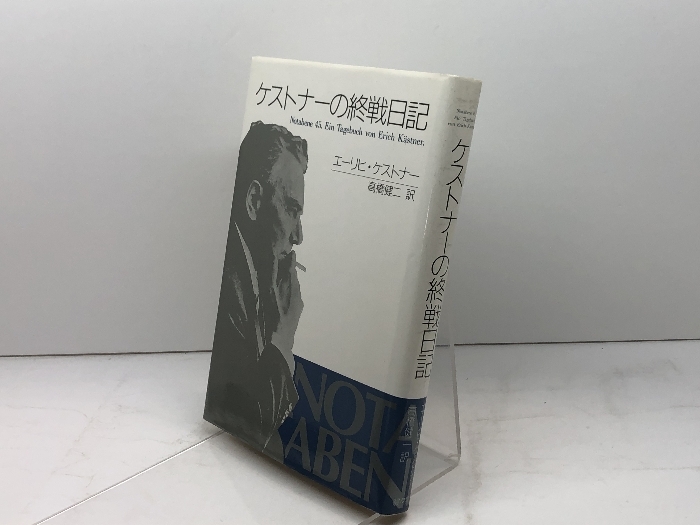 ケストナーの終戦日記
Notabene 45. Ein Tagebuch von Erich Kästner.
エーリヒ・ケストナー
高橋健二 訳
NOTA
ABEN
ケストナーの終戦日記